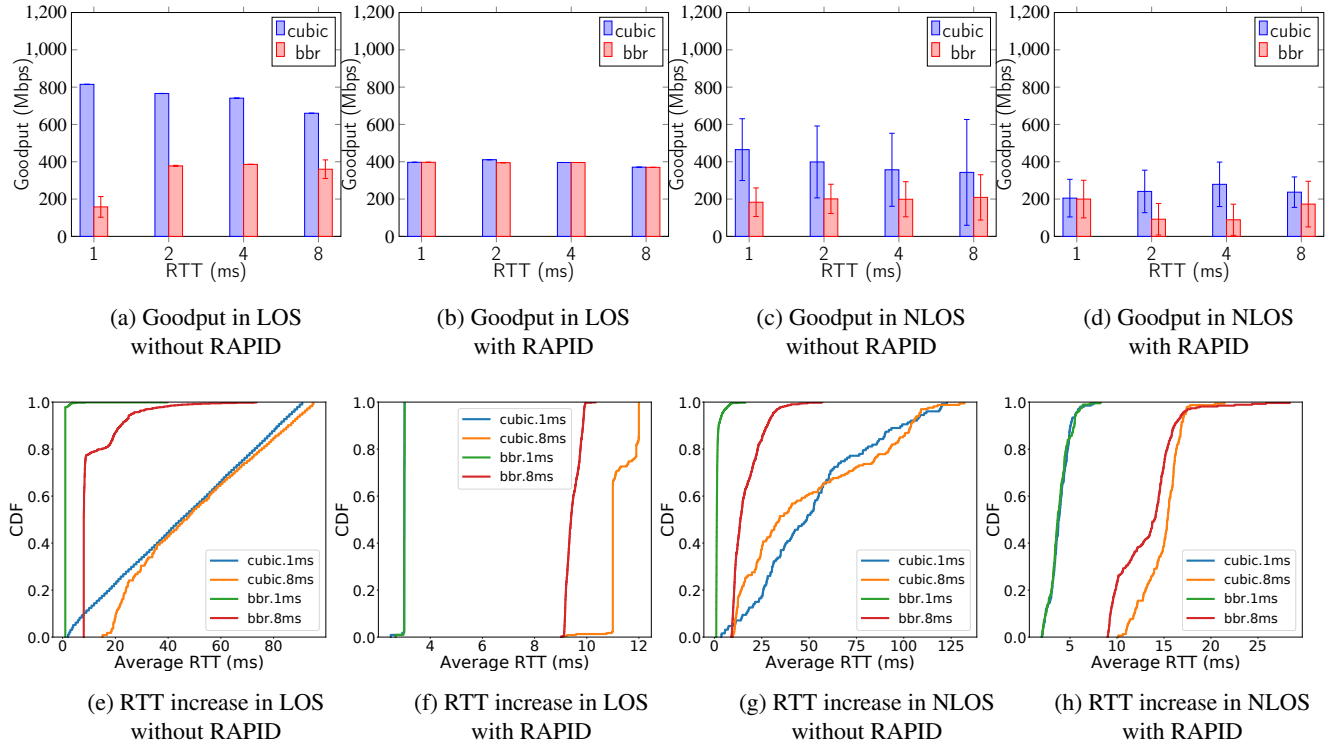 1,200
1,000
800
600
400
200
0
Goodput (Mbps)
cubic
bbr
1 2 4 8
RTT (ms)
(a) Goodput in LOS
without RAPID
1,200
1,000
800
600
400
200
0
Goodput (Mbps)
cubic
bbr
1 2 4 8
RTT (ms)
(b) Goodput in LOS
with RAPID
1,200
1,000
800
600
400
200
0
Goodput (Mbps)
cubic
bbr
1 2 4 8
RTT (ms)
(c) Goodput in NLOS
without RAPID
1,200
1,000
800
600
400
200
0
Goodput (Mbps)
cubic
bbr
1 2 4 8
RTT (ms)
(d) Goodput in NLOS
with RAPID
1.0
0.8
0.6
0.4
0.2
0.0
CDF
cubic.1ms
cubic.8ms
bbr.1ms
bbr.8ms
0 20 40 60 80
Average RTT (ms)
(e) RTT increase in LOS
without RAPID
1.0
0.8
0.6
0.4
0.2
0.0
CDF
cubic.1ms
cubic.8ms
bbr.1ms
bbr.8ms
4 6 8 10 12
Average RTT (ms)
(f) RTT increase in LOS
with RAPID
1.0
0.8
0.6
0.4
0.2
0.0
CDF
cubic.1ms
cubic.8ms
bbr.1ms
bbr.8ms
0 25 50 75 100 125
Average RTT (ms)
(g) RTT increase in NLOS
without RAPID
1.0
0.8
0.6
0.4
0.2
0.0
CDF
cubic.1ms
cubic.8ms
bbr.1ms
bbr.8ms
5 10 15 20 25
Average RTT (ms)
(h) RTT increase in NLOS
with RAPID